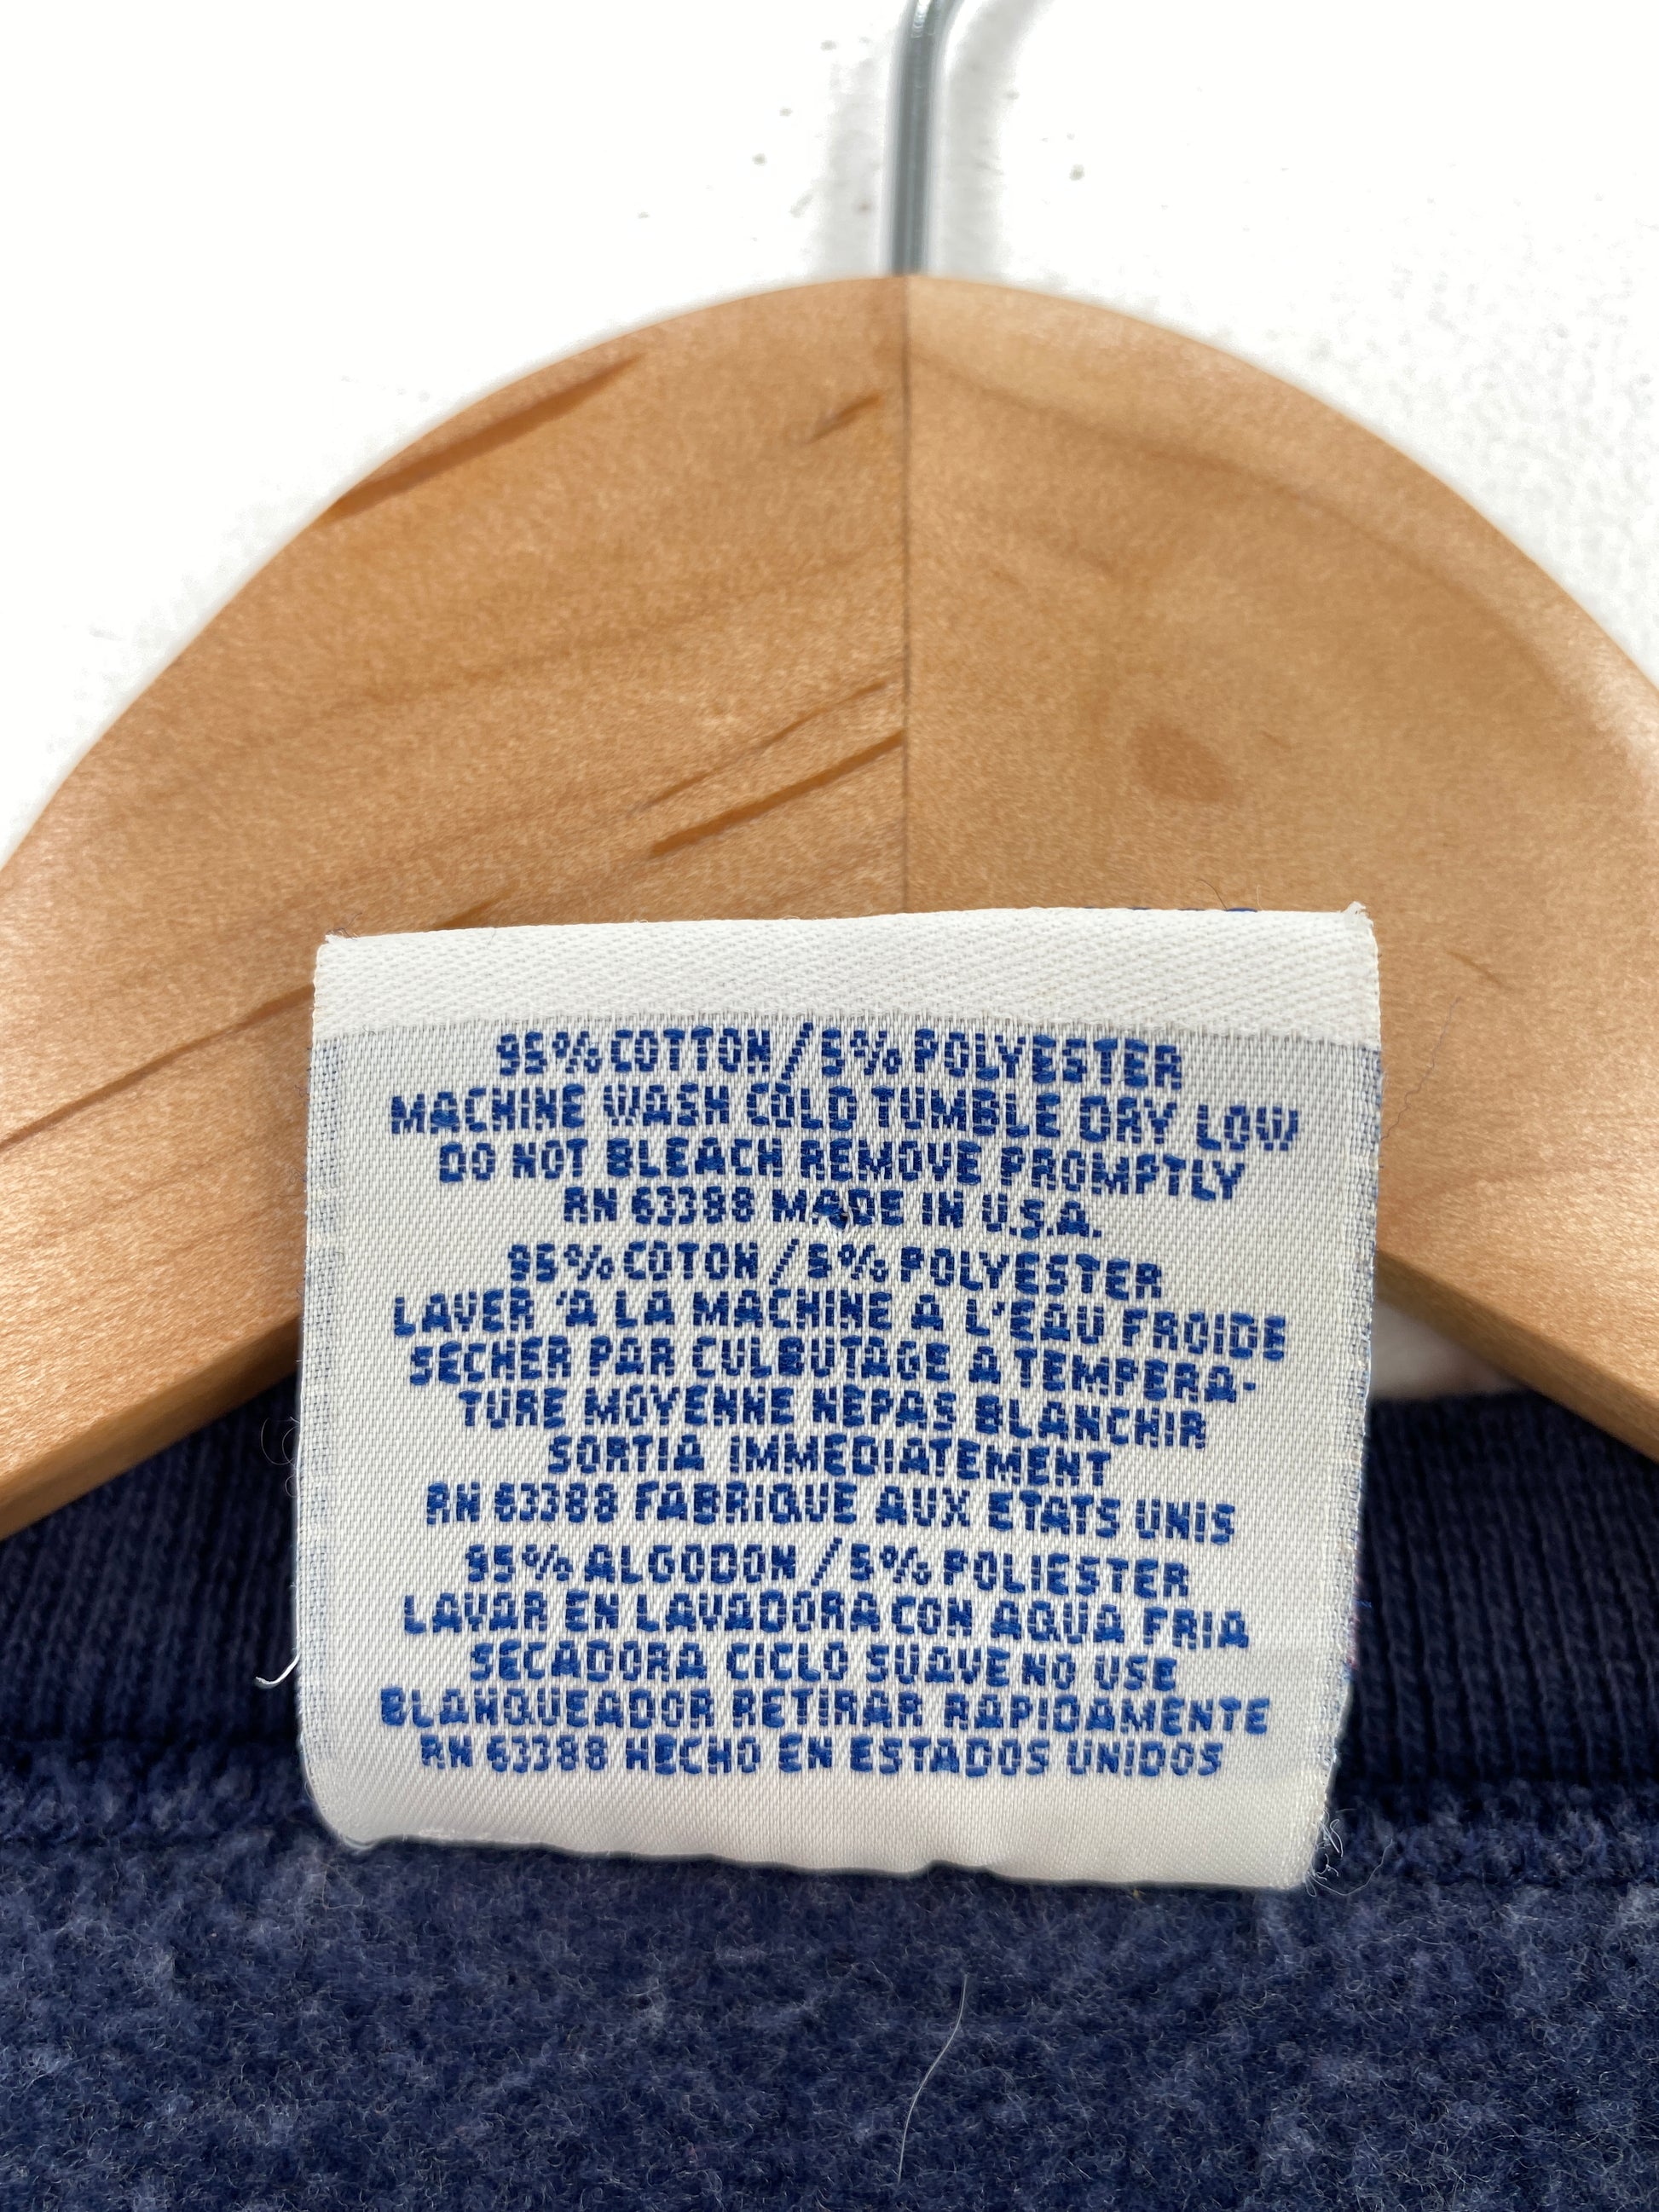 95% COTTON / 5% POLYESTER
MACHINE WASH COLD TUMBLE DRY LOW
DO NOT BLEACH REMOVE PROMPTLY
RN 63388 MADE IN U.S.A.
95% COTON / 5% POLYESTER
LAVER 'A LA MACHINE A L'EAU FROIDE
SECHER PAR CULBUTAGE A TEMPERA-
TURE MOYENNE NEPAS BLANCHIR
SORTIA IMMEDIATEMENT
RN 63388 FABRIQUE AUX ETATS UNIS
95% ALGODON / 5% POLIESTER
LAVAR EN LAVADORA CON AQUA FRIA
SECADORA CICLO SUAVE NO USE
BLANQUEADOR RETIRAR RAPIDAMENTE
RN 63388 HECHO EN ESTADOS UNIDOS